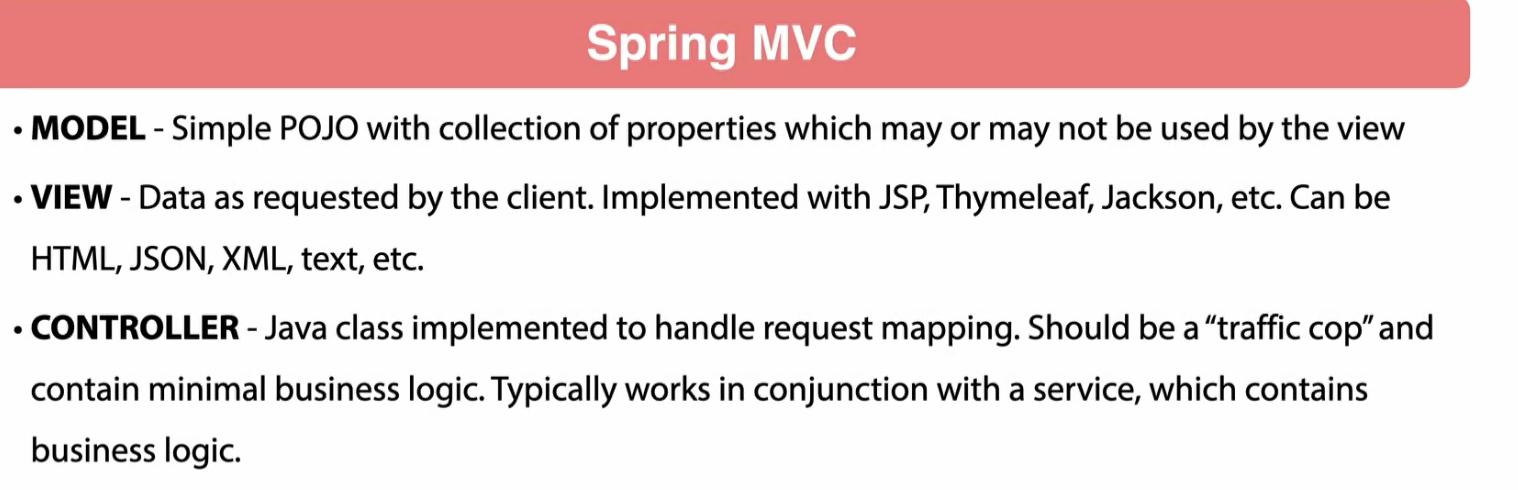 Spring MVC
• MODEL - Simple POJO with collection of properties which may or may not be used by the view
• VIEW - Data as requested by the client. Implemented with JSP, Thymeleaf, Jackson, etc. Can be
HTML, JSON, XML, text, etc.
• CONTROLLER - Java class implemented to handle request mapping. Should be a “traffic cop” and
contain minimal business logic. Typically works in conjunction with a service, which contains
business logic.